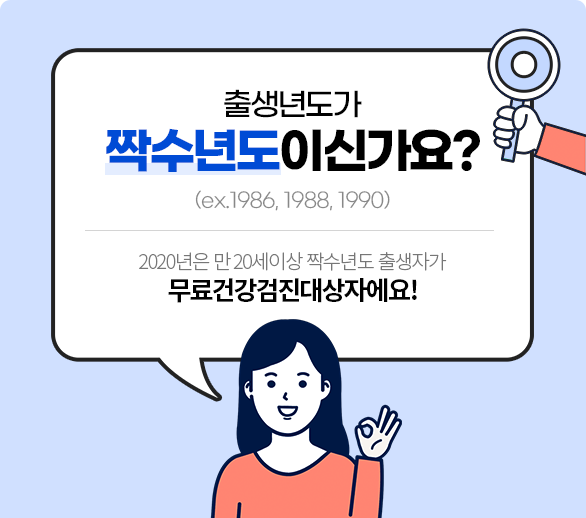 출생년도가
짝수년도이신가요?
(ex.1986, 1988, 1990)
2020년은 만 20세이상 짝수년도 출생자가
무료건강검진대상자에요!